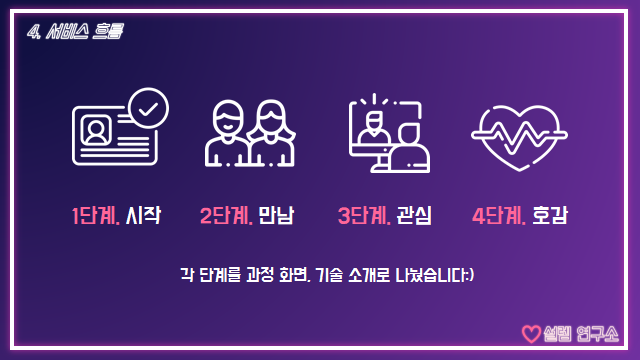 4. 서비스 흐름
1단계. 시작
2단계. 만남
3단계. 관심
4단계. 호감
각 단계를 과정 화면, 기술 소개로 나눴습니다:)
설렘 연구소